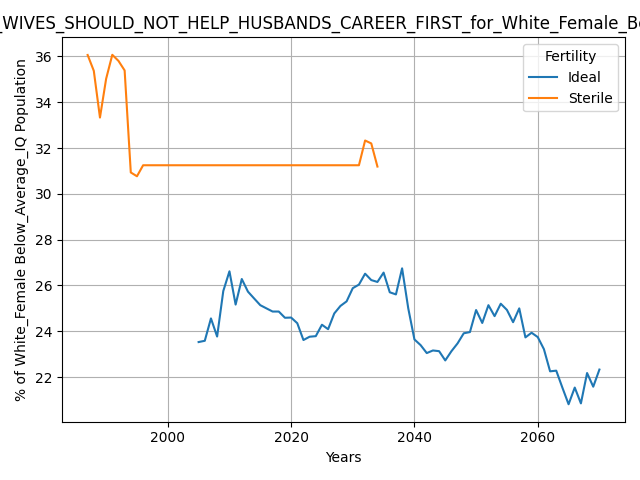 _WIVES_SHOULD_NOT_HELP_HUSBANDS_CAREER_FIRST_for_White_Female_Be
Fertility
Ideal
Sterile
% of White_Female Below_Average_IQ Population
36
34
32
30
28
26
24
22
2000 2020 2040 2060
Years